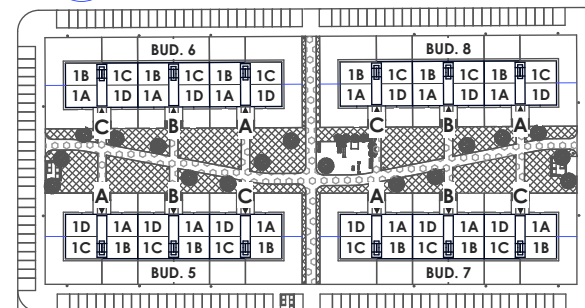 BUD. 6 BUD. 8
1B 1C 1B 1C 1B 1C 1B 1C 1B 1C 1B 1C
1A 1D 1A 1D 1A 1D 1A 1D 1A 1D 1A 1D
C B A C B A
A B C A B C
1D 1A 1D 1A 1D 1A 1D 1A 1D 1A 1D 1A
1C 1B 1C 1B 1C 1B 1C 1B 1C 1B 1C 1B
BUD. 5 BUD. 7